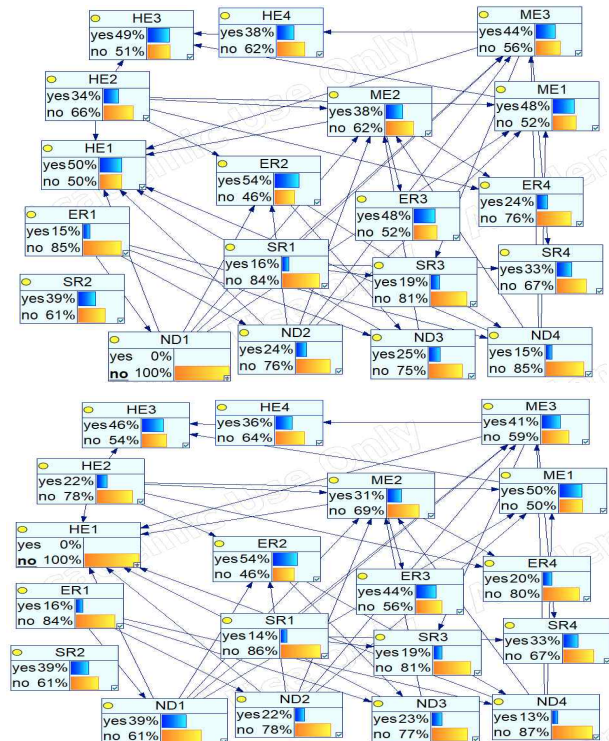 HE3
yes 49%
no 51%
HE4
yes 38%
no 62%
ME3
yes 44%
no 56%
HE2
yes 34%
no 66%
ME2
yes 38%
no 62%
ME1
yes 48%
no 52%
HE1
yes 50%
no 50%
ER2
yes 54%
no 46%
ER3
yes 48%
no 52%
ER4
yes 24%
no 76%
ER1
yes 15%
no 85%
SR1
yes 16%
no 84%
SR3
yes 19%
no 81%
SR4
yes 33%
no 67%
SR2
yes 39%
no 61%
ND1
yes 0%
no 100%
ND2
yes 24%
no 76%
ND3
yes 25%
no 75%
ND4
yes 15%
no 85%
HE3
yes 46%
no 54%
HE4
yes 36%
no 64%
ME3
yes 41%
no 59%
HE2
yes 22%
no 78%
ME2
yes 31%
no 69%
ME1
yes 50%
no 50%
HE1
yes 0%
no 100%
ER2
yes 54%
no 46%
ER3
yes 44%
no 56%
ER4
yes 20%
no 80%
ER1
yes 16%
no 84%
SR1
yes 14%
no 86%
SR3
yes 19%
no 81%
SR4
yes 33%
no 67%
SR2
yes 39%
no 61%
ND1
yes 39%
no 61%
ND2
yes 22%
no 78%
ND3
yes 23%
no 77%
ND4
yes 13%
no 87%